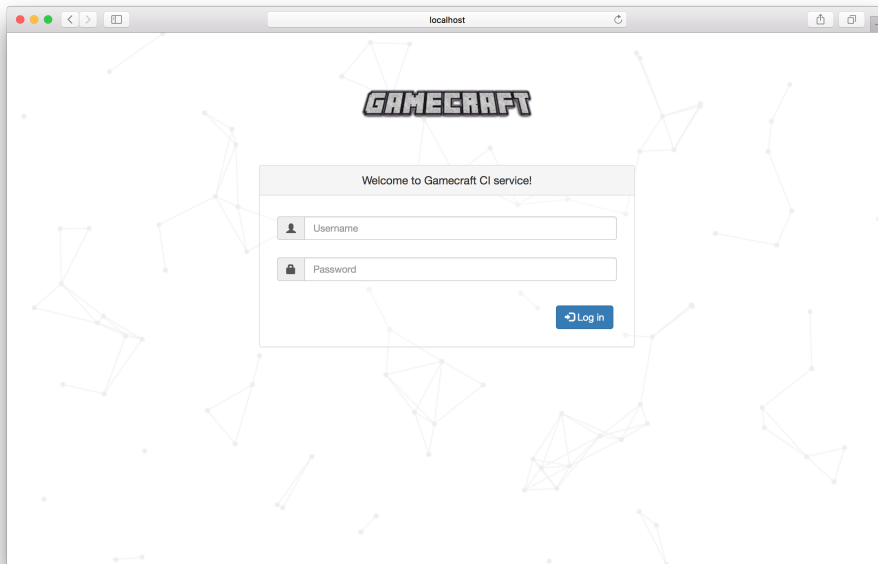 localhost
GAMECRAFT
Welcome to Gamecraft CI service!
Username
Password
Log in